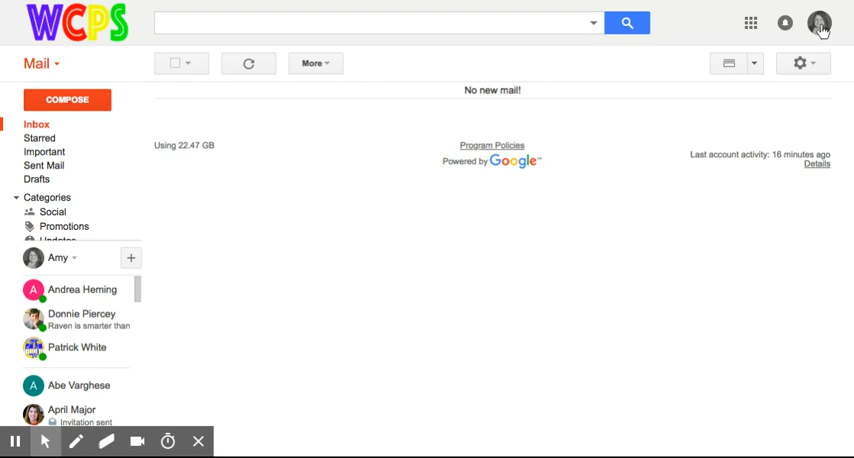 WCPS
Mail
More
COMPOSE
No new mail!
Inbox
Starred
Important
Sent Mail
Drafts
Categories
Social
Promotions
Updates
Using 22.47 GB
Program Policies
Powered by Google™
Last account activity: 16 minutes ago
Details
Amy
+
A Andrea Heming
Donnie Piercey
Raven is smarter than
Patrick White
A Abe Varghese
April Major
Invitation sent